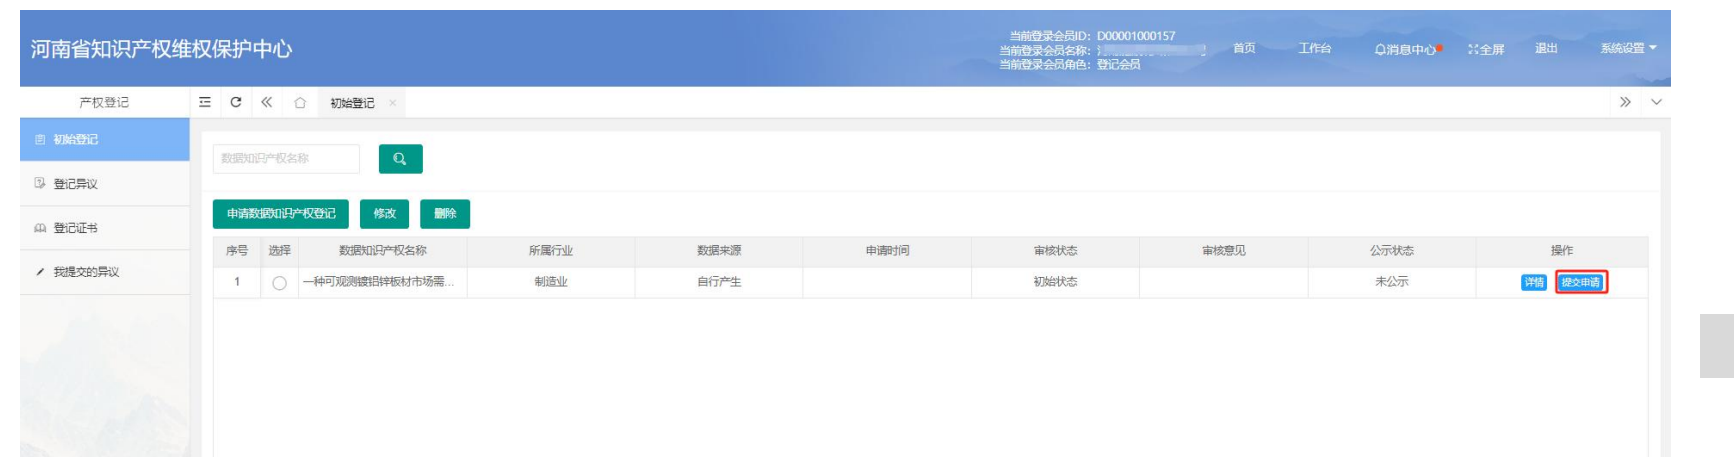 河南省知识产权维权保护中心
当前登录会员ID: D00001000157
当前登录会员名称:
当前登录会员角色: 登记会员
首页 工作台 消息中心 全屏 退出 系统设置
产权登记
初始登记
初始登记
登记异议
登记证书
我提交的异议
数据知识产权名称
申请数据知识产权登记 修改 删除
序号 选择 数据知识产权名称 所属行业 数据来源 申请时间 审核状态 审核意见 公示状态 操作
1 一种可观测镀铝锌板材市场需... 制造业 自行产生 初始状态 未公示 详情 提交申请